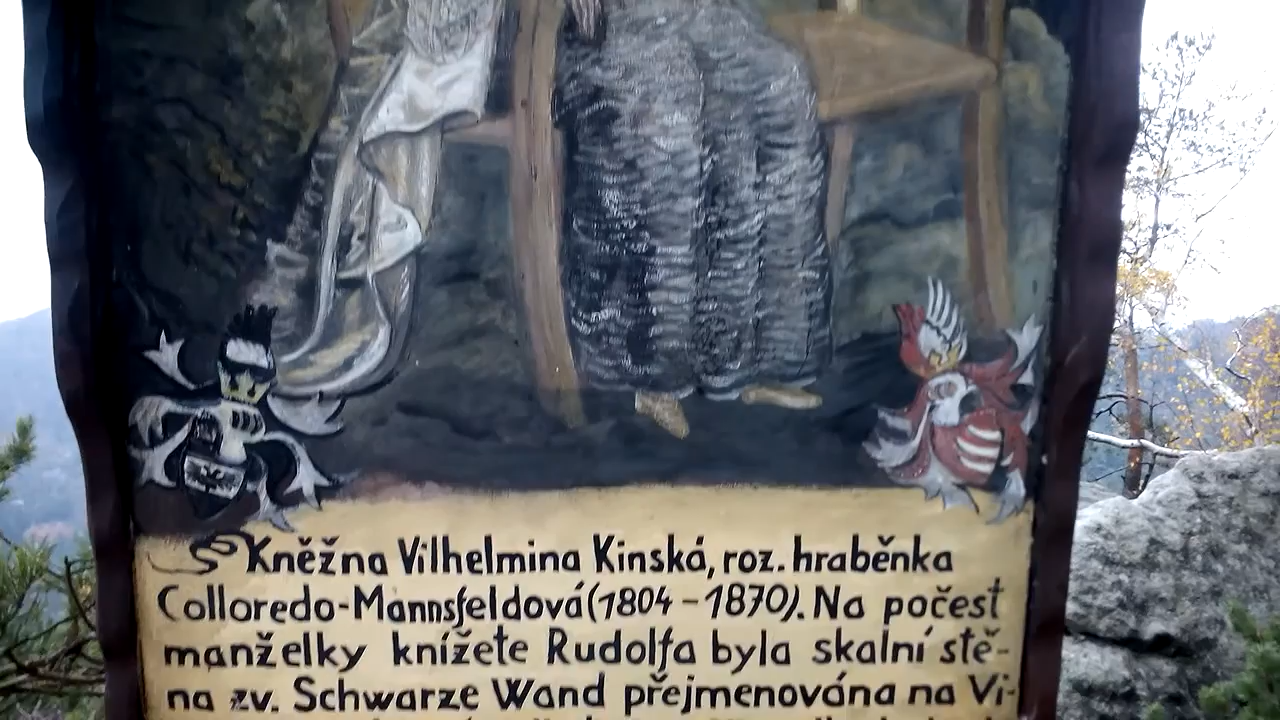 Kněžna Vilhelmina Kinská, roz. hraběnka
Colloredo-Mannsfeldová (1804 - 1870). Na počest
manželky knížete Rudolfa byla skalní stě-
na zv. Schwarze Wand přejmenována na Vi-